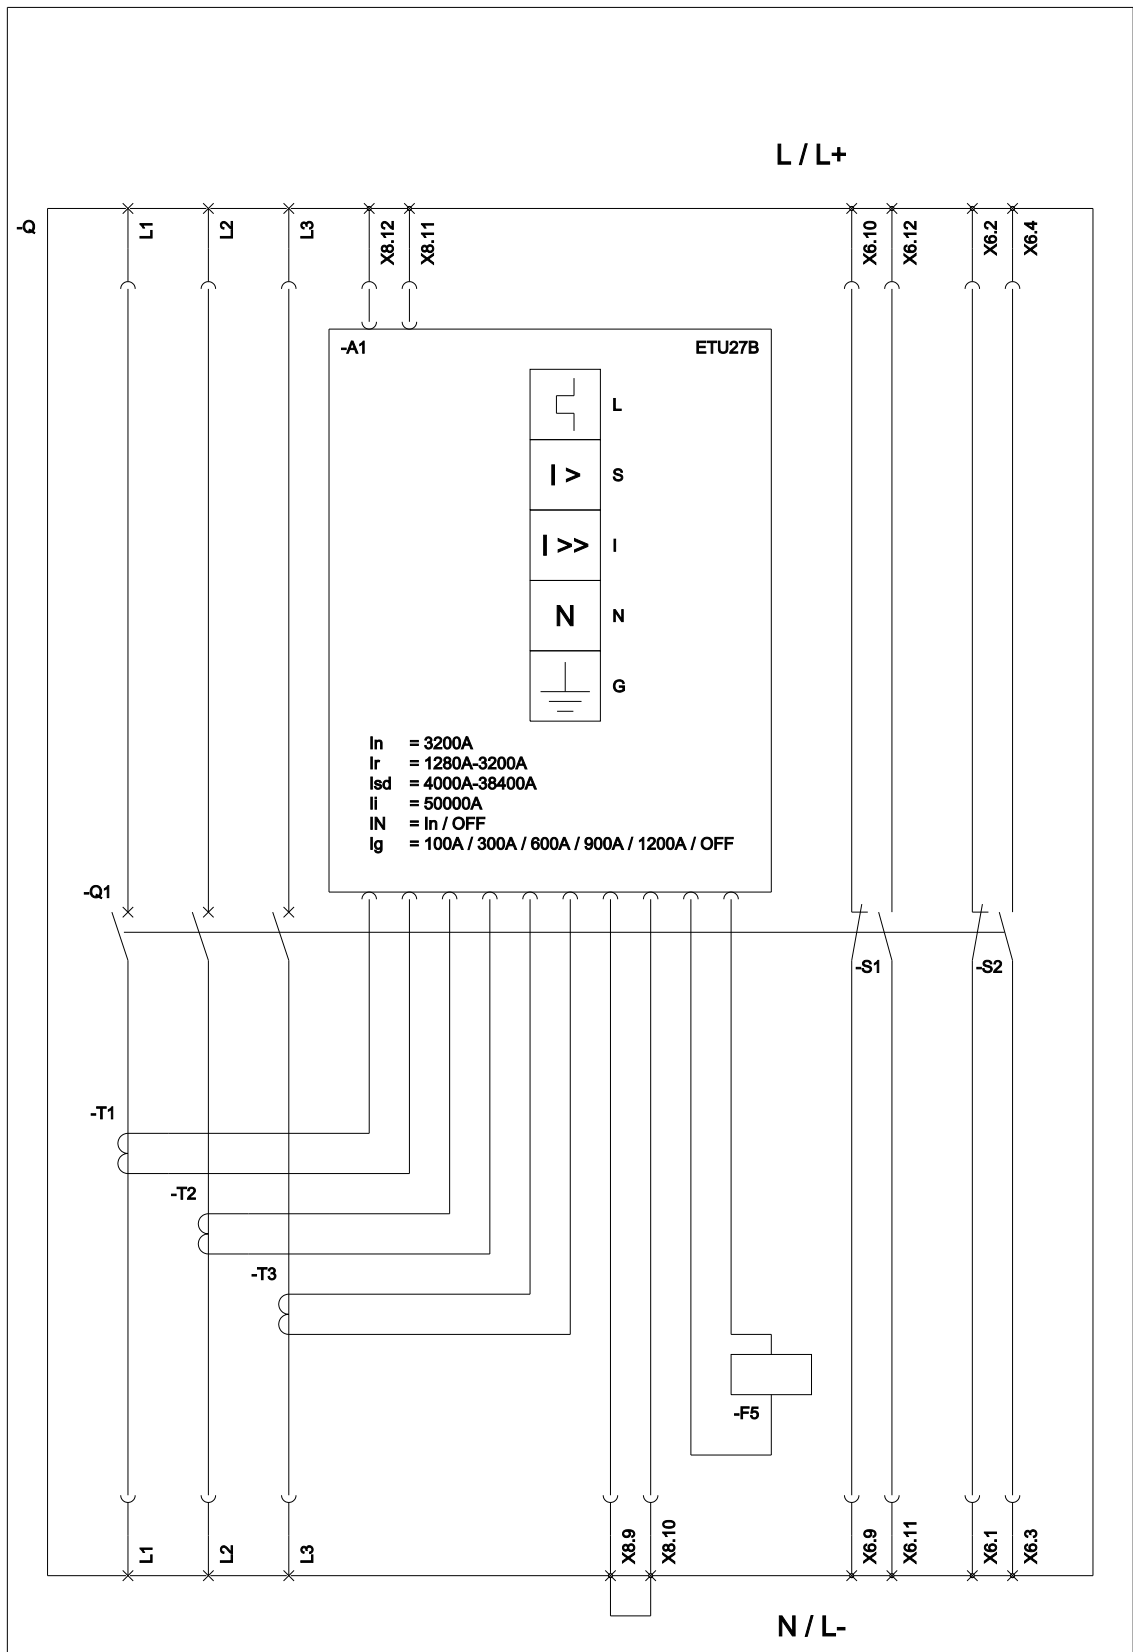 L / L+
-Q
L1
L2
L3
X8.12
X8.11
X6.10
X6.12
X6.2
X6.4
-A1
ETU27B
L
I > S
I >> I
N N
G
In = 3200A
Ir = 1280A-3200A
Isd = 4000A-38400A
Ii = 50000A
IN = In / OFF
Ig = 100A / 300A / 600A / 900A / 1200A / OFF
-Q1
-S1
-S2
-T1
-T2
-T3
-F5
L1
L2
L3
X8.9
X8.10
X6.9
X6.11
X6.1
X6.3
N / L-